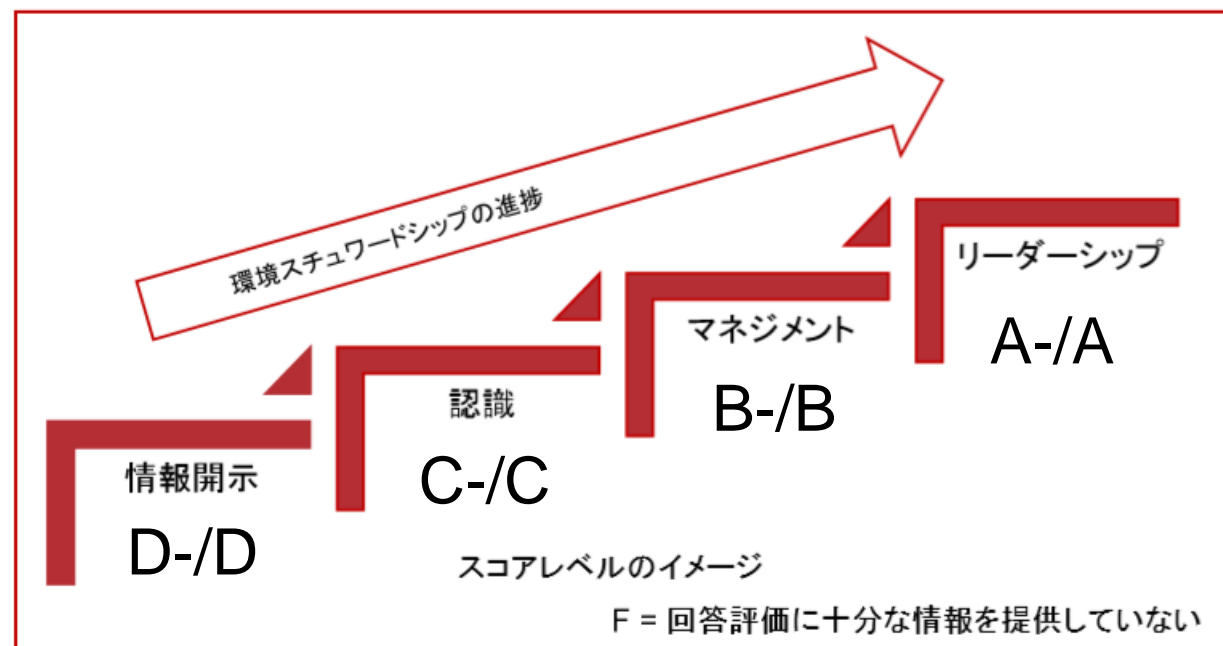 環境スチュワードシップの進捗
リーダーシップ
A-/A
マネジメント
B-/B
認識
C-/C
情報開示
D-/D
スコアレベルのイメージ
F = 回答評価に十分な情報を提供していない